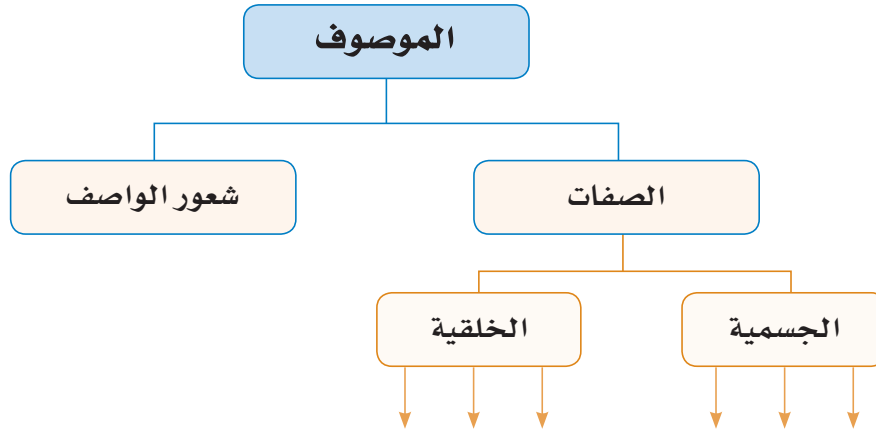 الموصوف
الصفات
شعور الواصف
الجسمية
الخلقية